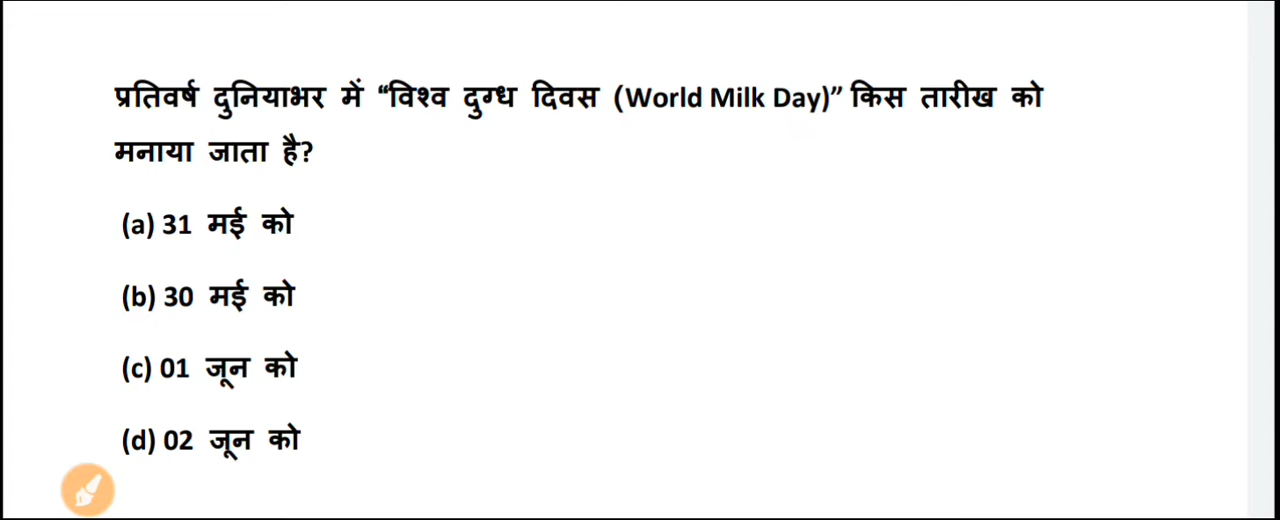 प्रतिवर्ष दुनियाभर में “विश्व दुग्ध दिवस (World Milk Day)” किस तारीख को
मनाया जाता है?
(a) 31 मई को
(b) 30 मई को
(c) 01 जून को
(d) 02 जून को